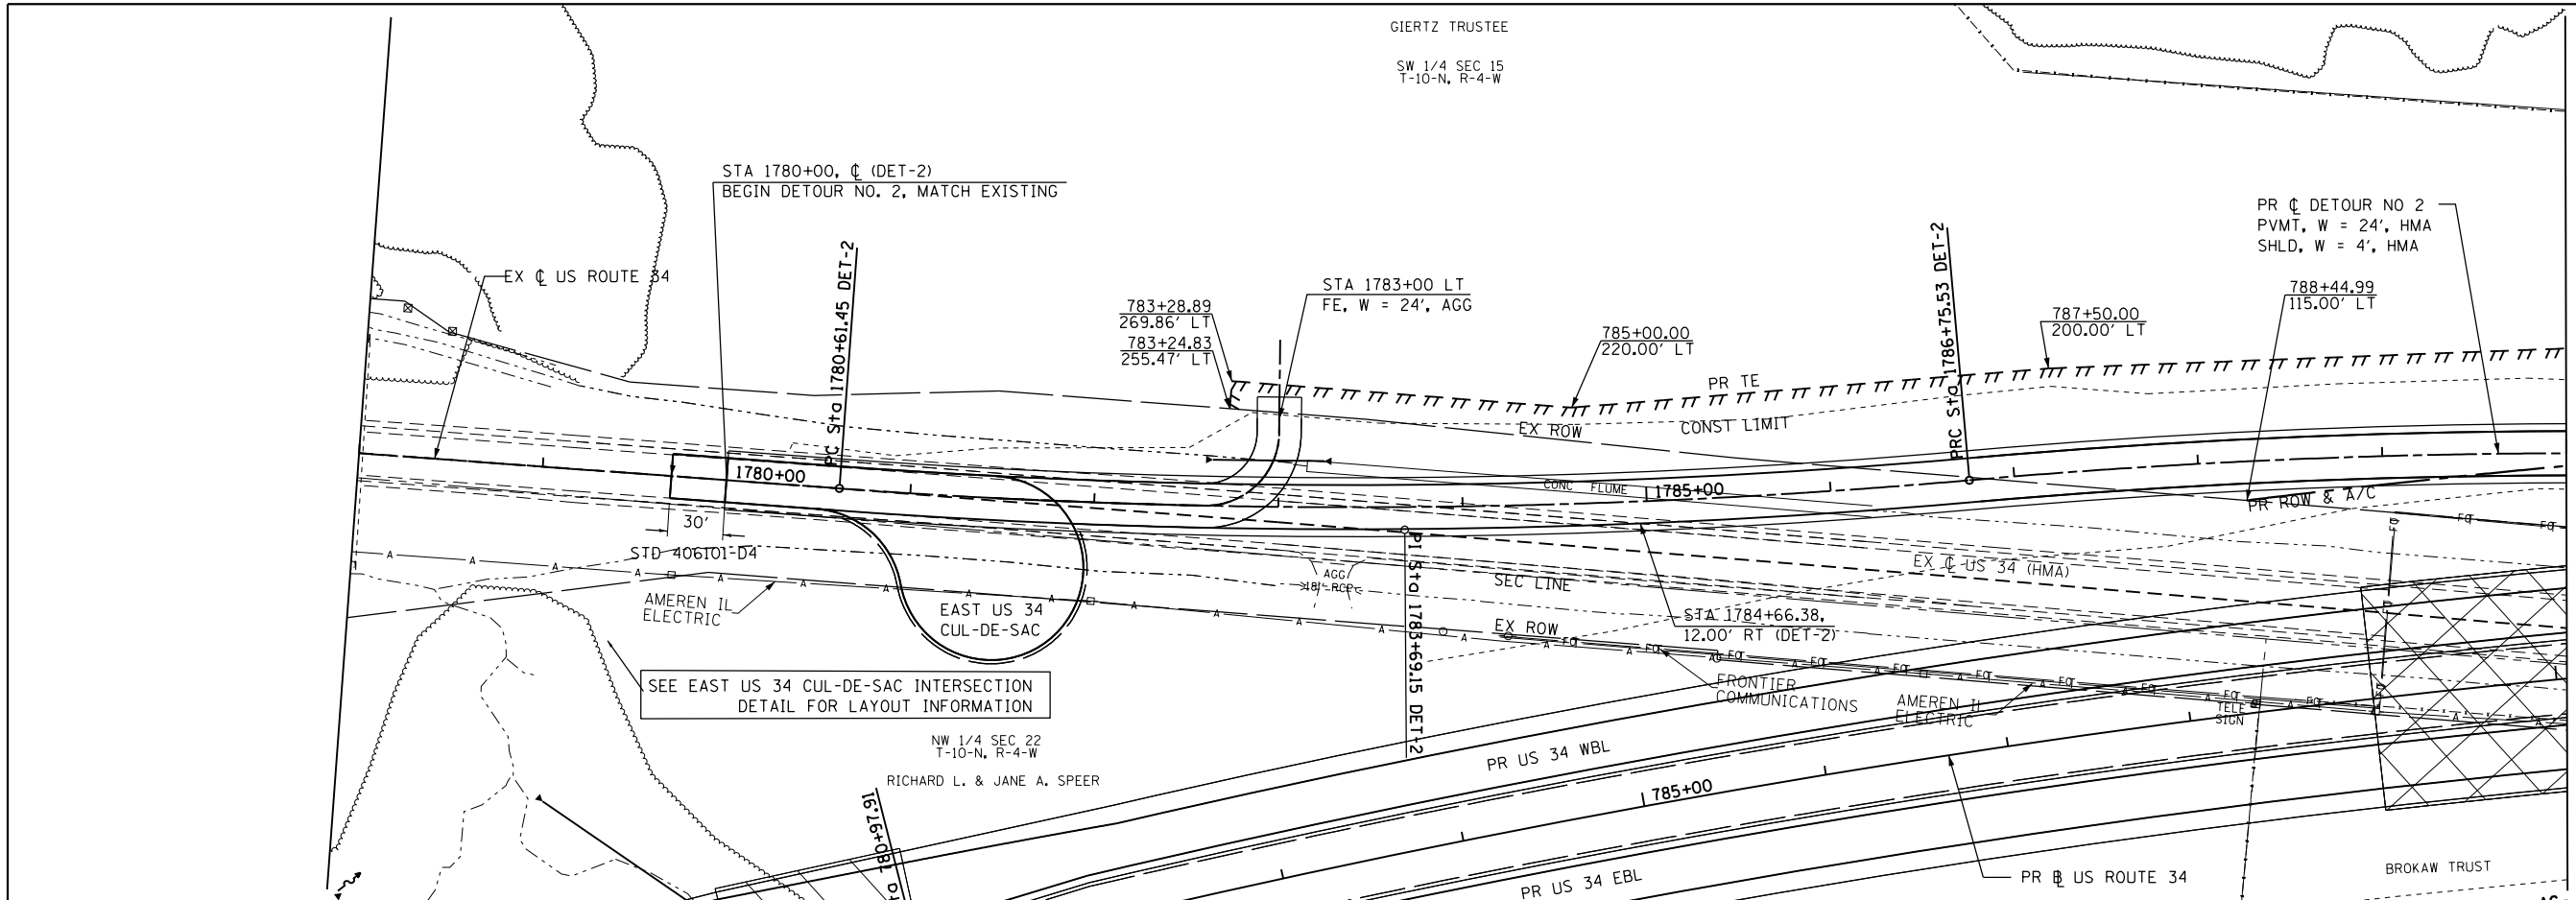 GIERTZ TRUSTEE
SW 1/4 SEC 15
T-10-N, R-4-W
STA 1780+00, ℄ (DET-2)
BEGIN DETOUR NO. 2, MATCH EXISTING
EX ℄ US ROUTE 34
PC Sta 1780+61.45 DET-2
783+28.89
269.86' LT
783+24.83
255.47' LT
STA 1783+00 LT
FE, W = 24', AGG
785+00.00
220.00' LT
PRC Sta 1786+75.53 DET-2
787+50.00
200.00' LT
PR ℄ DETOUR NO 2
PVMT, W = 24', HMA
SHLD, W = 4', HMA
788+44.99
115.00' LT
PR TE
EX ROW
CONST LIMIT
1780+00
CONC FLUME
1785+00
PR ROW & A/C
30'
STD 406101-D4
AMEREN IL
ELECTRIC
EAST US 34
CUL-DE-SAC
AGG
18"-RCP
PI Sta 1783+69.15 DET-2
SEC LINE
EX ℄ US 34 (HMA)
STA 1784+66.38,
12.00' RT (DET-2)
EX ROW
FRONTIER
COMMUNICATIONS
AMEREN IL
ELECTRIC
TELE
SIGN
SEE EAST US 34 CUL-DE-SAC INTERSECTION
DETAIL FOR LAYOUT INFORMATION
NW 1/4 SEC 22
T-10-N, R-4-W
RICHARD L. & JANE A. SPEER
780+97.91
PR US 34 WBL
785+00
PR US 34 EBL
PR ⅊ US ROUTE 34
BROKAW TRUST